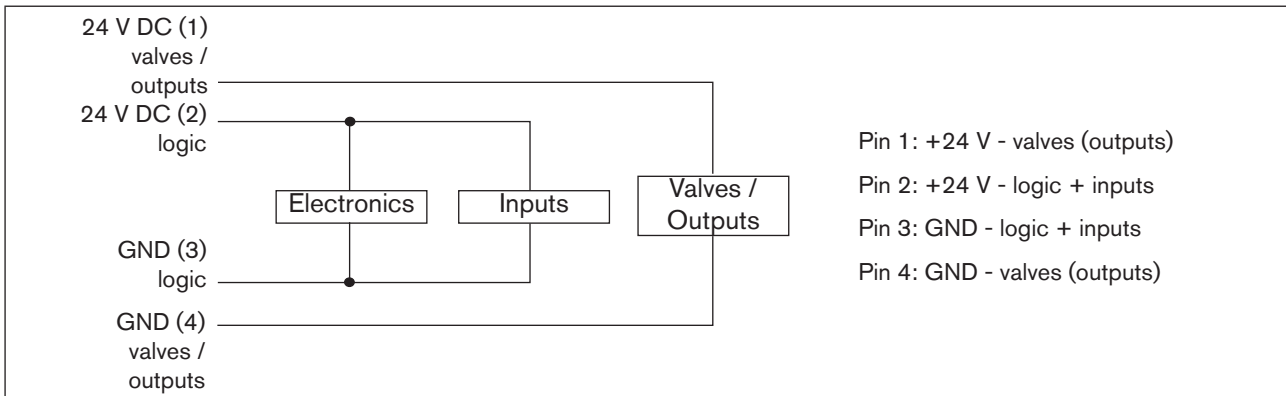 24 V DC (1)
valves /
outputs
24 V DC (2)
logic
Electronics
Inputs
Valves /
Outputs
GND (3)
logic
GND (4)
valves /
outputs
Pin 1: +24 V - valves (outputs)
Pin 2: +24 V - logic + inputs
Pin 3: GND - logic + inputs
Pin 4: GND - valves (outputs)